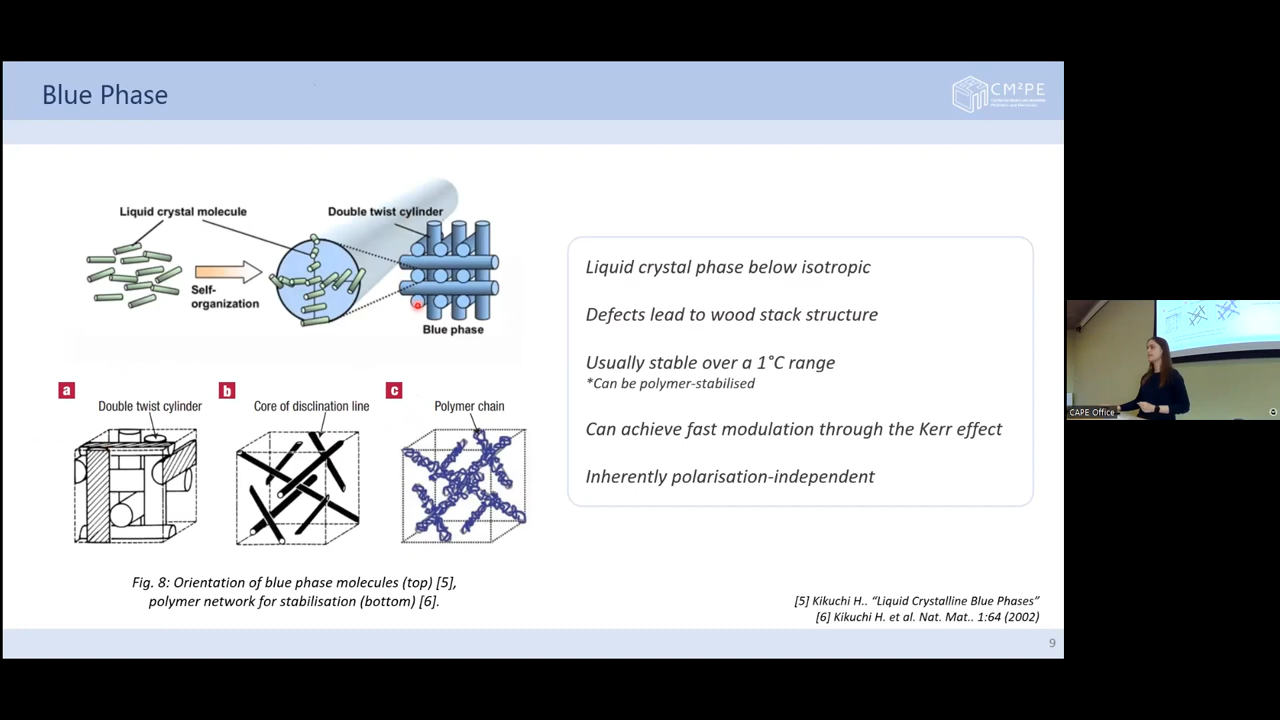 Blue Phase
CM²PE
Liquid crystal molecule
Double twist cylinder
Self-
organization
Blue phase
a
Double twist cylinder
b
Core of disclination line
c
Polymer chain
Fig. 8: Orientation of blue phase molecules (top) [5],
polymer network for stabilisation (bottom) [6].
Liquid crystal phase below isotropic
Defects lead to wood stack structure
Usually stable over a 1°C range
*Can be polymer-stabilised
Can achieve fast modulation through the Kerr effect
Inherently polarisation-independent
[5] Kikuchi H.. “Liquid Crystalline Blue Phases”
[6] Kikuchi H. et al. Nat. Mat.. 1:64 (2002)
9
CAPE Office